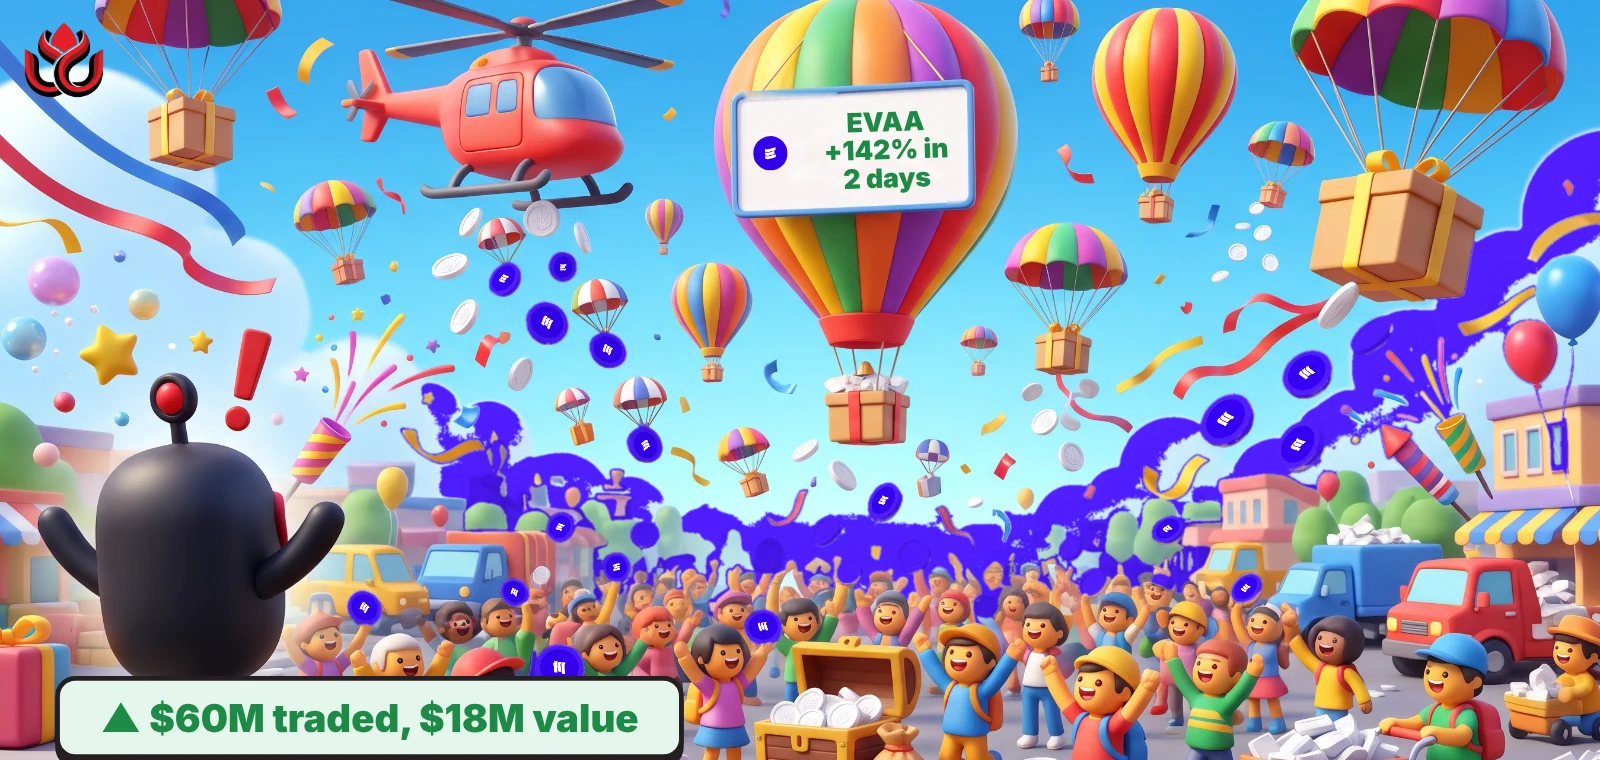 EVAA
+142% in
2 days
▲ $60M traded, $18M value